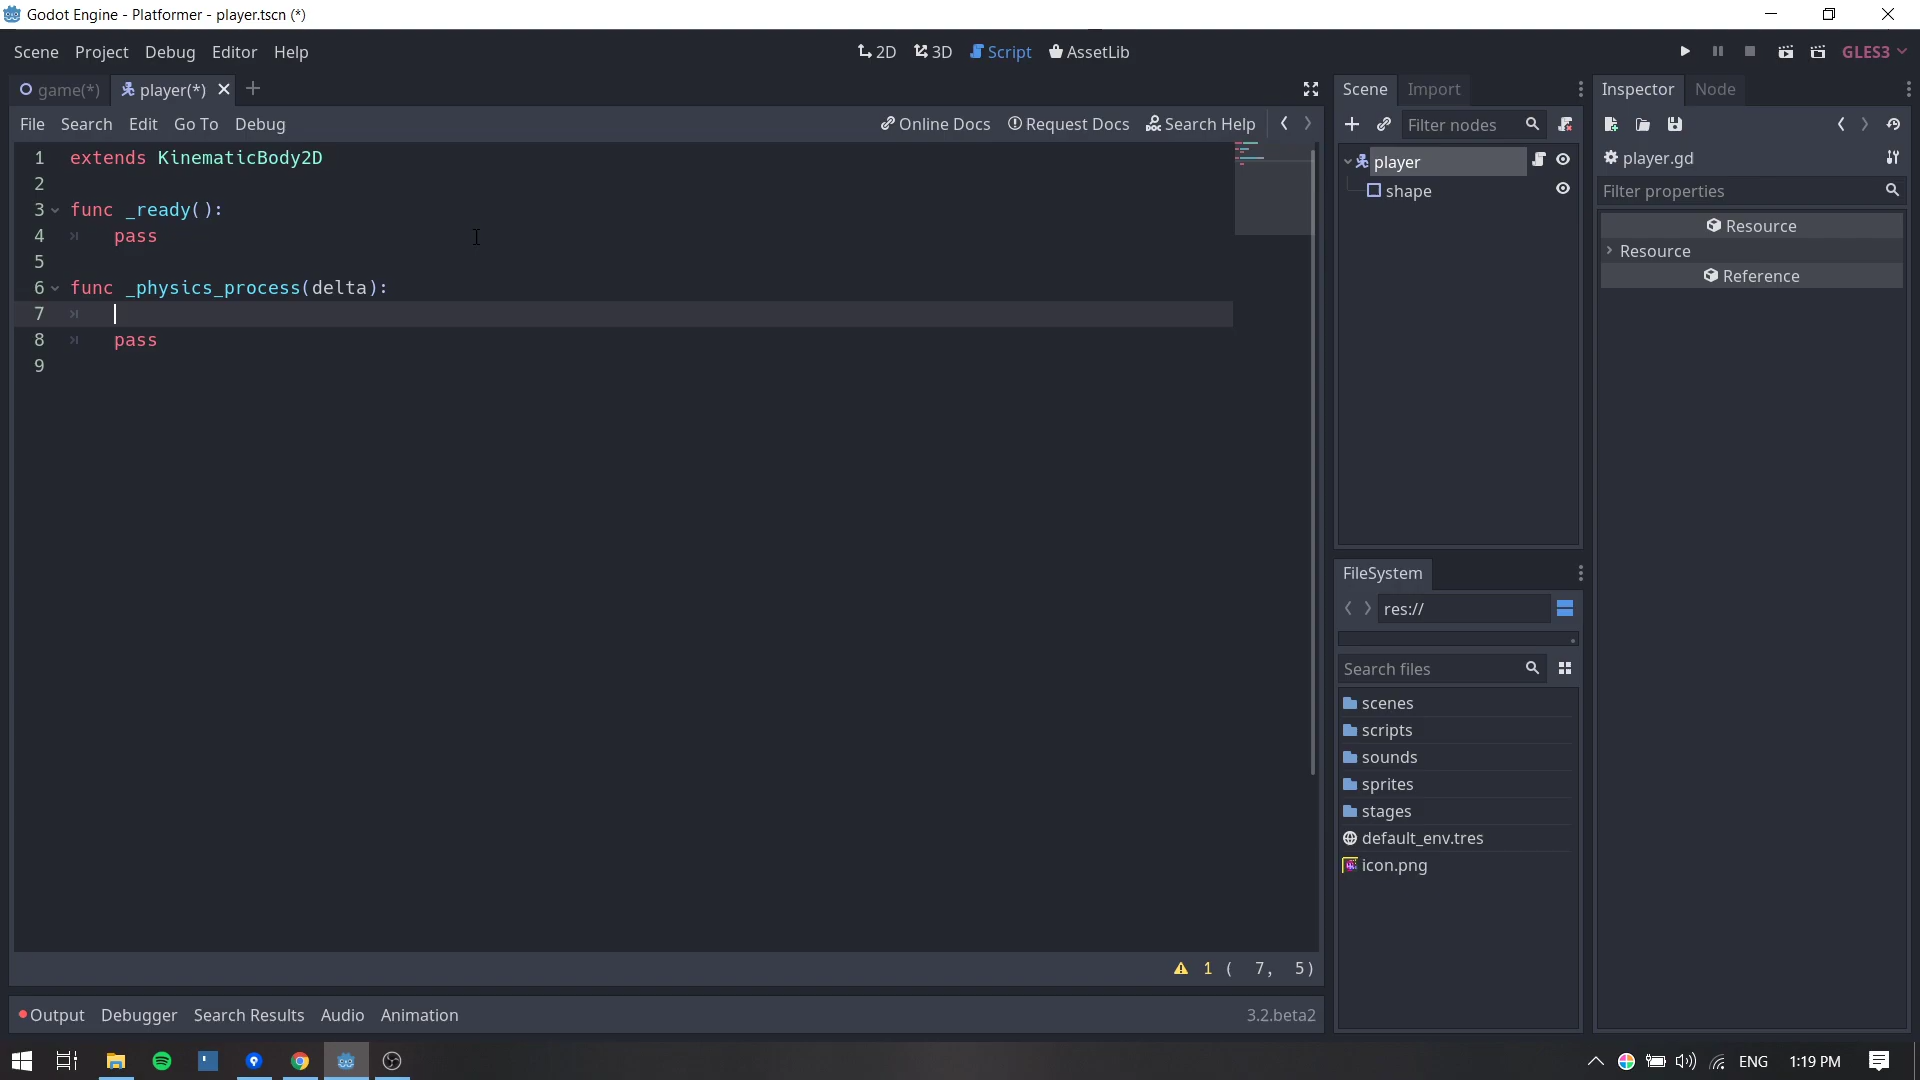 Godot Engine - Platformer - player.tscn (*)
Scene Project Debug Editor Help
2D 3D Script AssetLib
GLES3
game(*) player(*)
File Search Edit Go To Debug
Online Docs Request Docs Search Help
1 extends KinematicBody2D
2
3 func _ready():
4 pass
5
6 func _physics_process(delta):
7
8 pass
9
1 ( 7, 5)
Output Debugger Search Results Audio Animation
3.2.beta2
Scene Import
Filter nodes
player
shape
FileSystem
res://
Search files
scenes
scripts
sounds
sprites
stages
default_env.tres
icon.png
Inspector Node
player.gd
Filter properties
Resource
Resource
Reference
ENG 1:19 PM